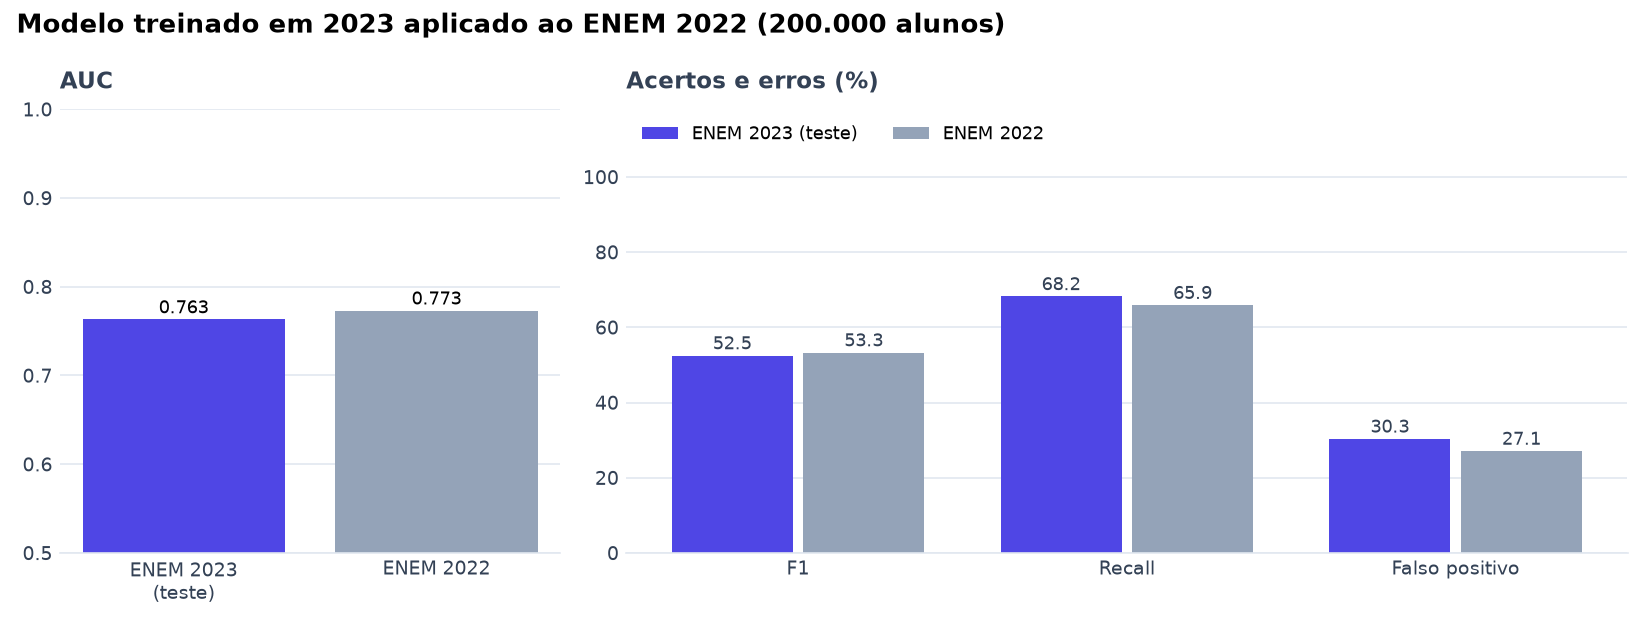 Modelo treinado em 2023 aplicado ao ENEM 2022 (200.000 alunos)
AUC
1.0
0.9
0.8
0.7
0.6
0.5
0.763
0.773
ENEM 2023
(teste)
ENEM 2022
Acertos e erros (%)
ENEM 2023 (teste)
ENEM 2022
100
80
60
40
20
0
52.5
53.3
68.2
65.9
30.3
27.1
F1
Recall
Falso positivo